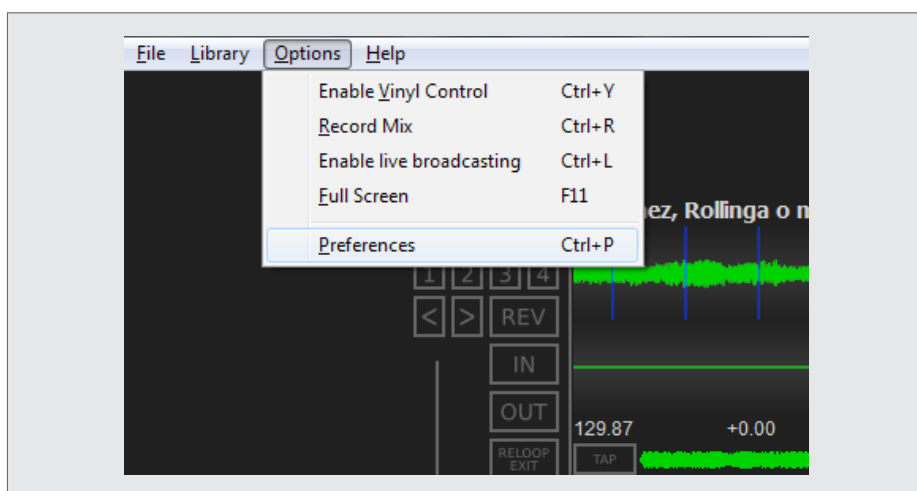 File Library Options Help
Enable Vinyl Control Ctrl+Y
Record Mix Ctrl+R
Enable live broadcasting Ctrl+L
Full Screen F11
ez, Rollinga o
Preferences Ctrl+P
1 2 3 4
< > REV
IN
OUT
129.87 +0.00
RELOOP
EXIT
TAP